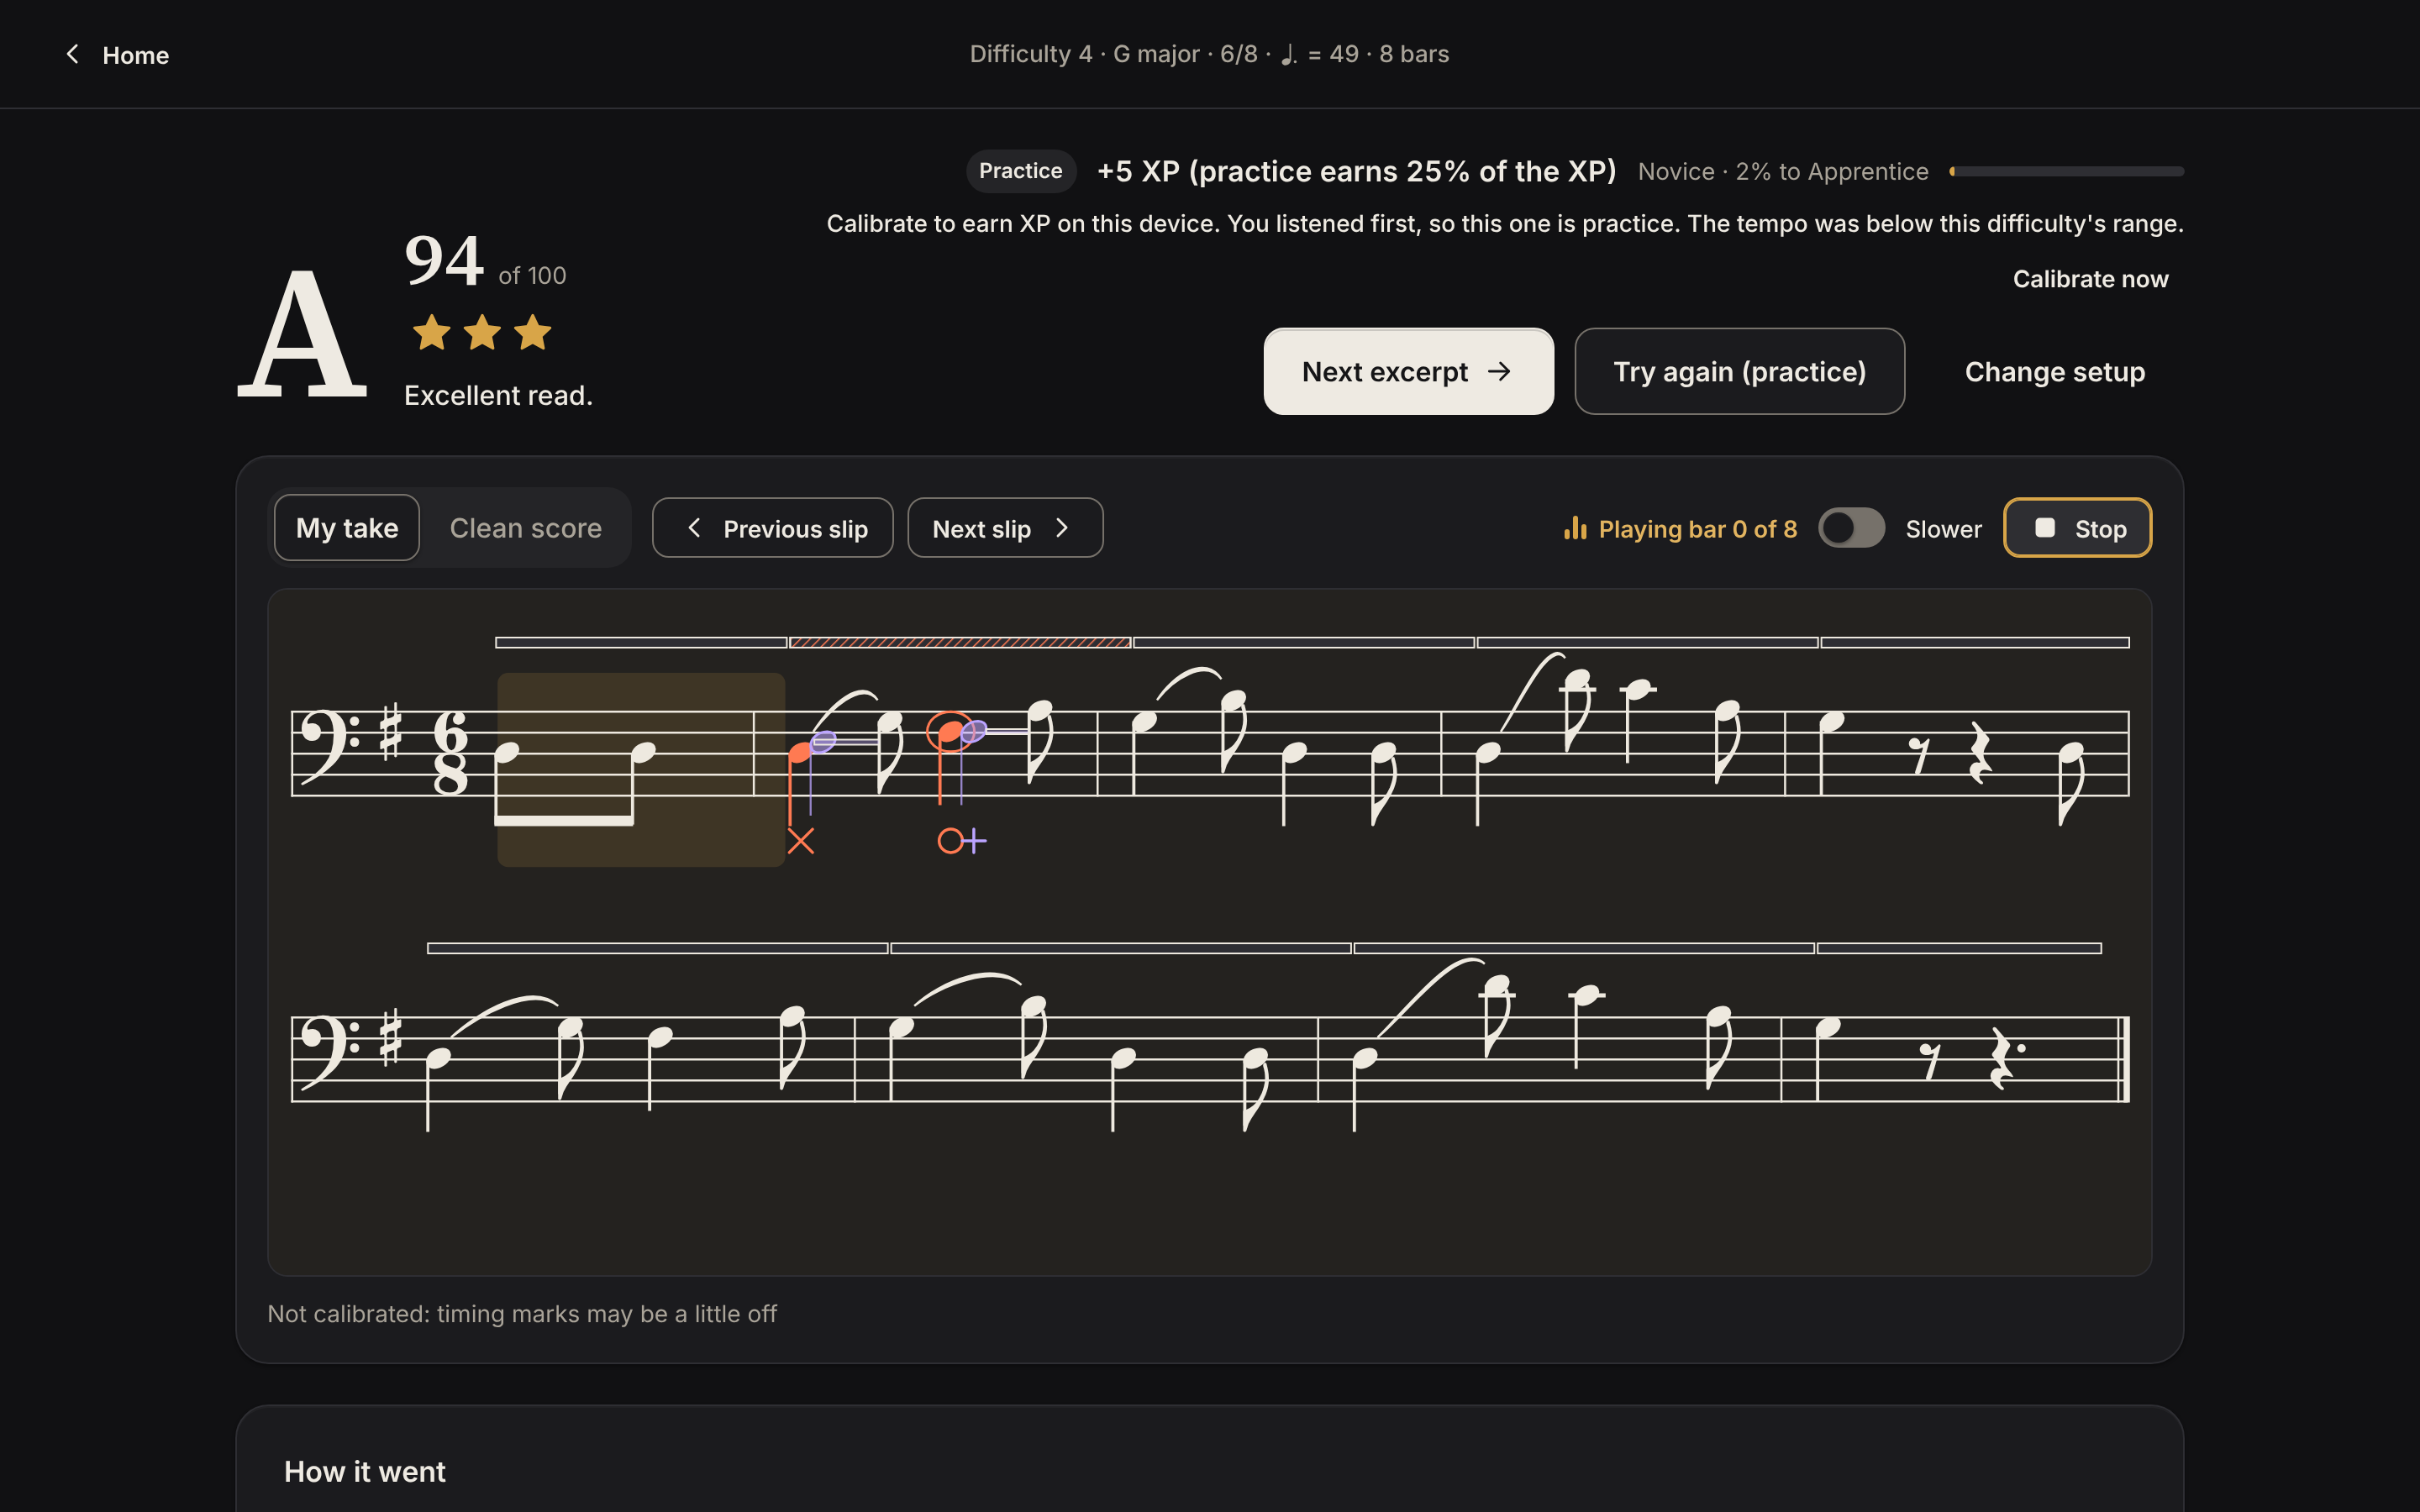 Home
Difficulty 4 · G major · 6/8 · ♩. = 49 · 8 bars
Practice +5 XP (practice earns 25% of the XP) Novice · 2% to Apprentice
Calibrate to earn XP on this device. You listened first, so this one is practice. The tempo was below this difficulty's range.
Calibrate now
A
94 of 100
Excellent read.
Next excerpt → Try again (practice) Change setup
My take Clean score Previous slip Next slip Playing bar 0 of 8 Slower Stop
6
8
Not calibrated: timing marks may be a little off
How it went